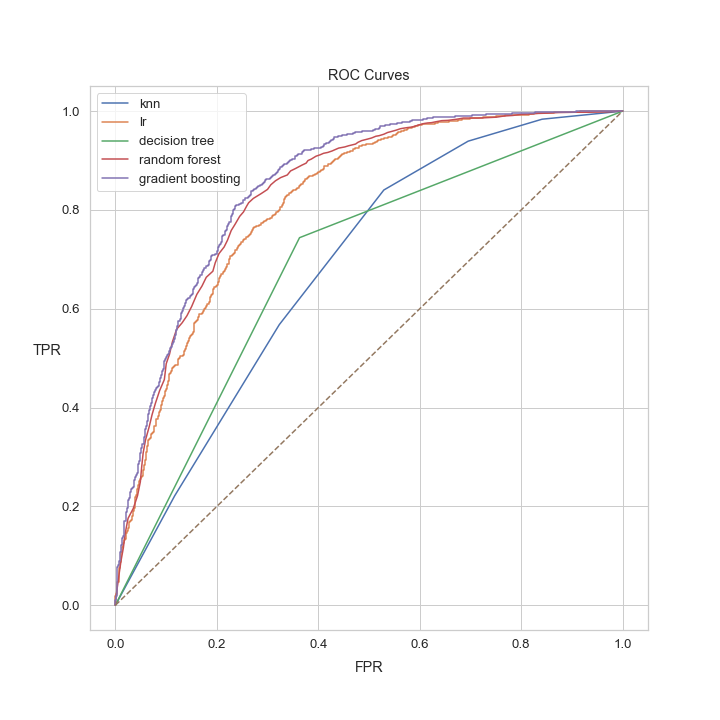 ROC Curves
knn
lr
decision tree
random forest
gradient boosting
1.0
0.8
0.6
0.4
0.2
0.0
TPR
0.0 0.2 0.4 0.6 0.8 1.0
FPR